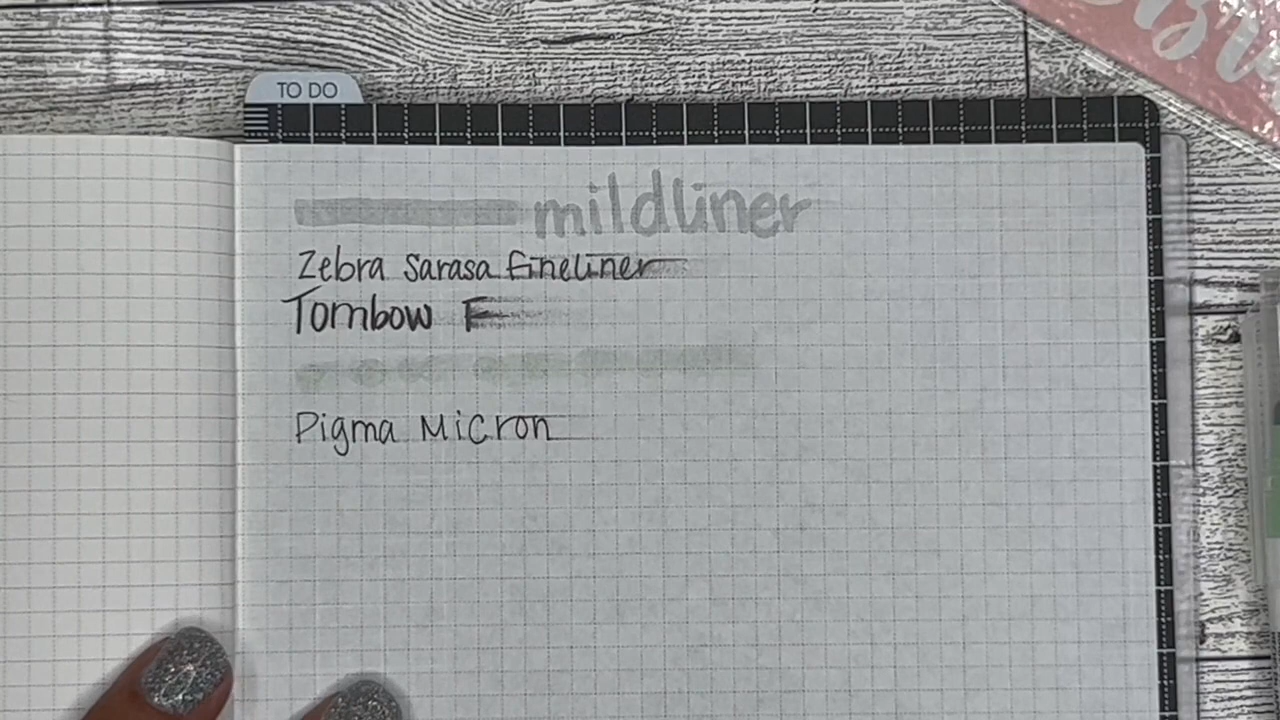 TO DO
mildliner
Zebra Sarasa fineliner
Tombow F
Pigma Micron